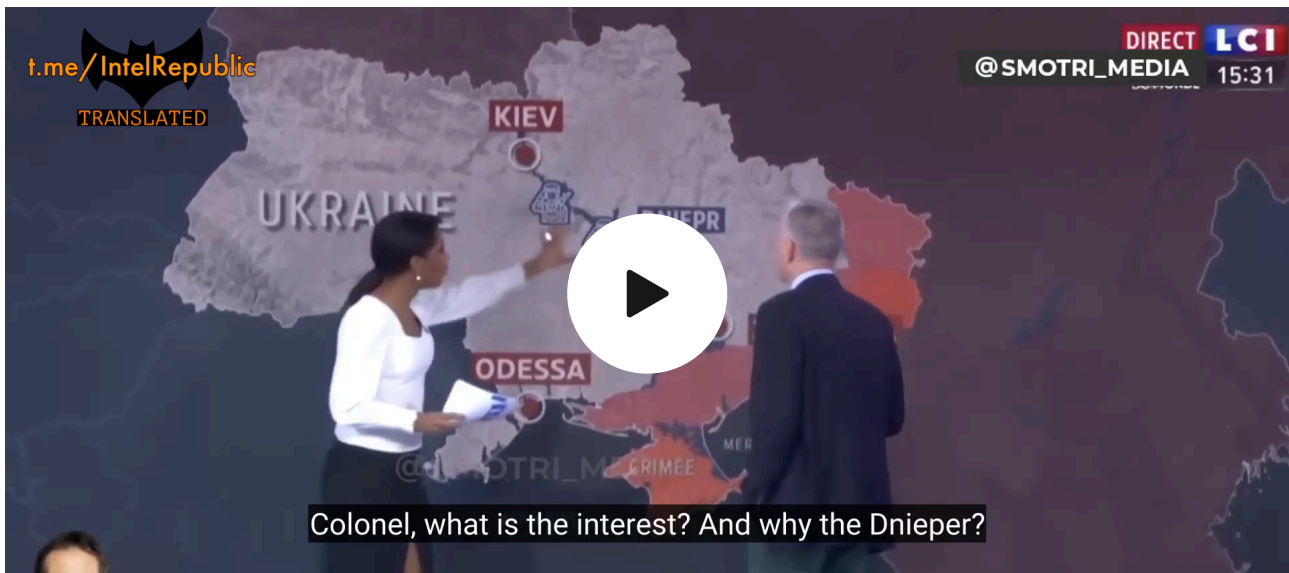 t.me/IntelRepublic
TRANSLATED
DIRECT LCI
@SMOTRI_MEDIA
15:31
KIEV
UKRAINE
DNIEPR
ODESSA
MER
CRIMÉE
Colonel, what is the interest? And why the Dnieper?